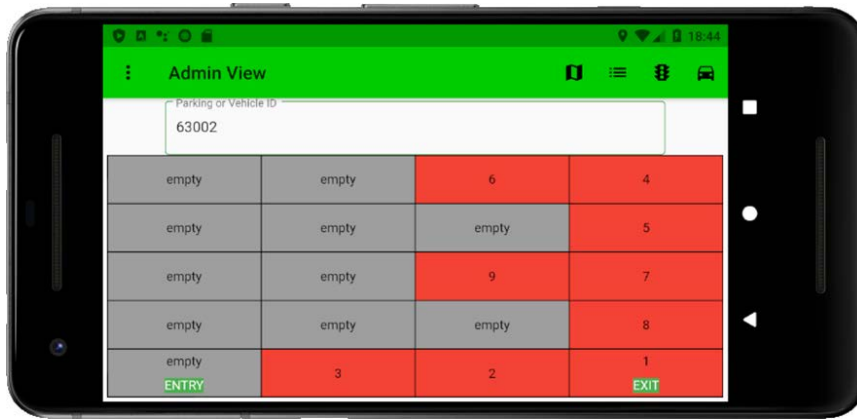 18:44
Admin View
Parking or Vehicle ID
63002
empty empty 6 4
empty empty empty 5
empty empty 9 7
empty empty empty 8
empty 3 2 1
ENTRY EXIT